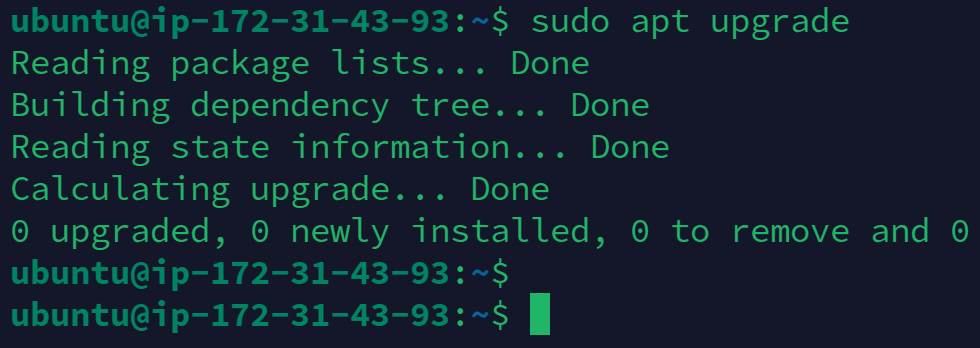 ubuntu@ip-172-31-43-93:~$ sudo apt upgrade
Reading package lists... Done
Building dependency tree... Done
Reading state information... Done
Calculating upgrade... Done
0 upgraded, 0 newly installed, 0 to remove and 0
ubuntu@ip-172-31-43-93:~$
ubuntu@ip-172-31-43-93:~$